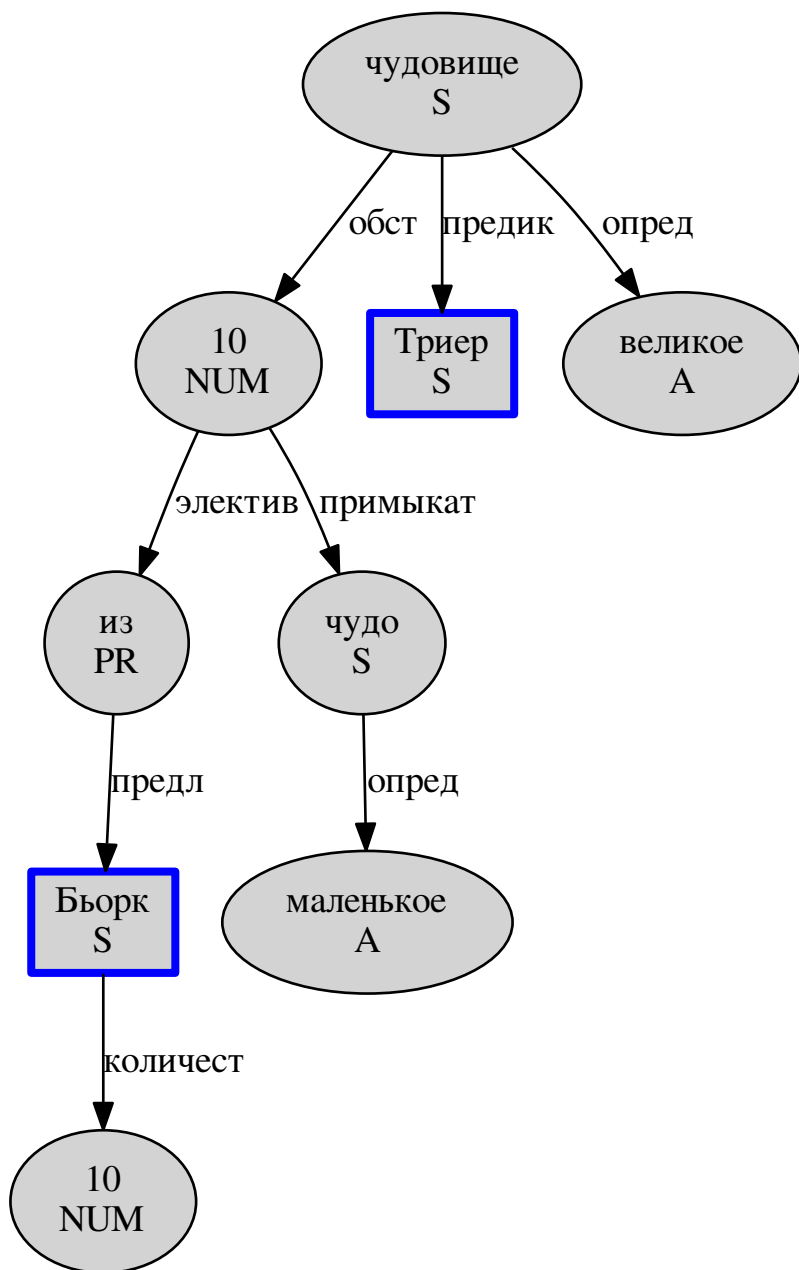 чудовище
S
обст
предик
опред
10
NUM
Триер
S
великое
A
электив
примыкат
из
PR
чудо
S
предл
опред
Бьорк
S
маленькое
A
количест
10
NUM